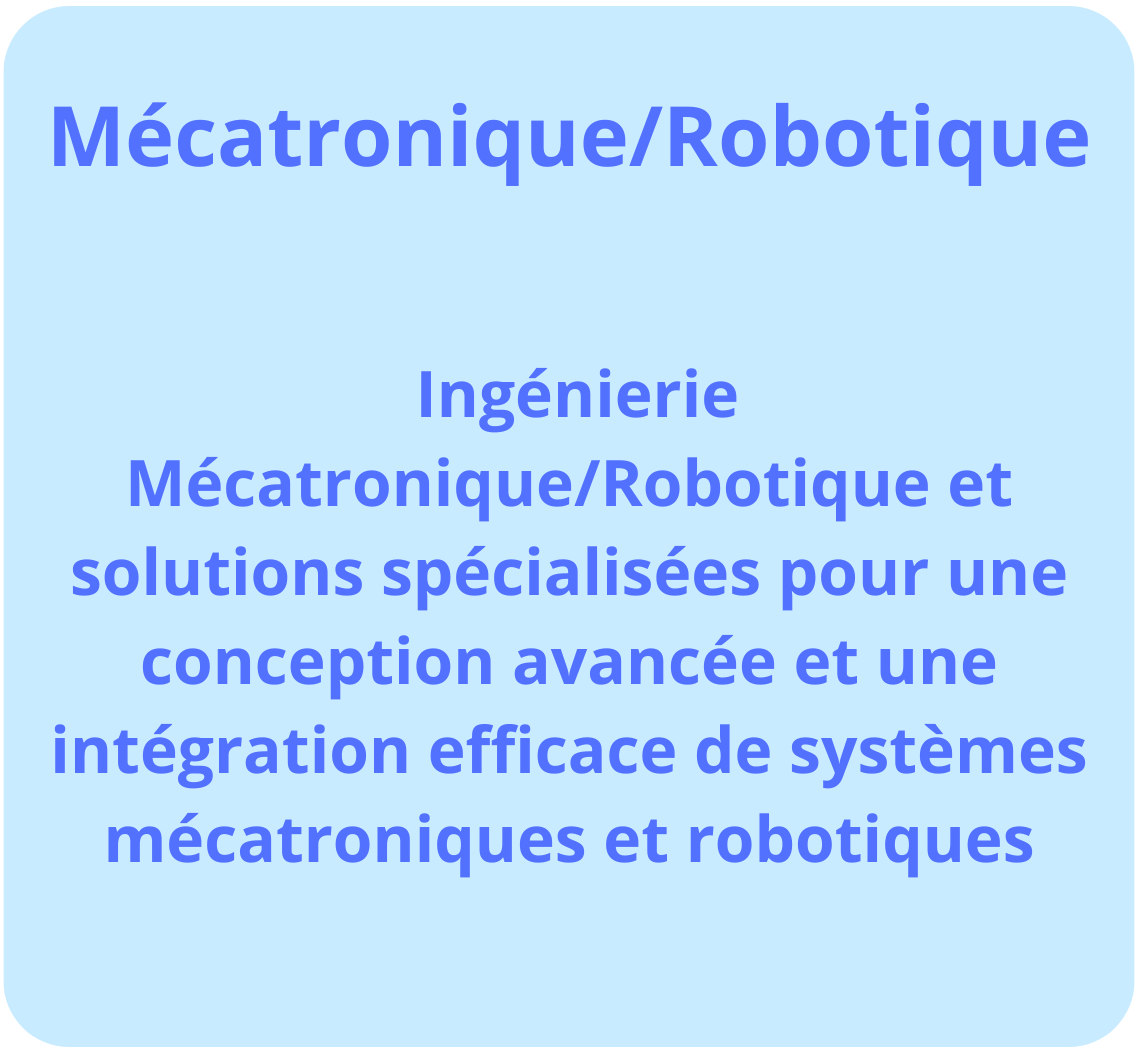 Mécatronique/Robotique
Ingénierie
Mécatronique/Robotique et
solutions spécialisées pour une
conception avancée et une
intégration efficace de systèmes
mécatroniques et robotiques